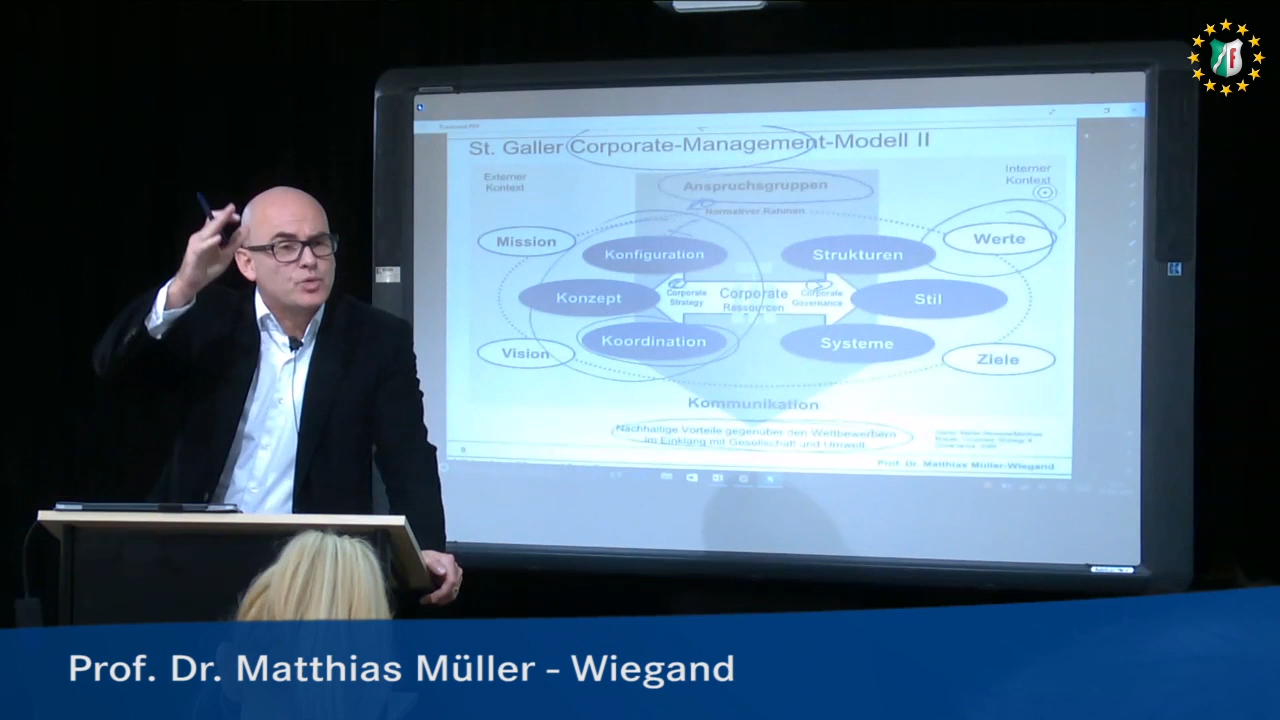 St. Galler Corporate-Management-Modell II
Externer
Kontext
Interner
Kontext
Anspruchsgruppen
Normativer Rahmen
Mission
Werte
Konfiguration
Strukturen
Konzept
Corporate
Strategy
Corporate
Ressourcen
Corporate
Governance
Stil
Koordination
Systeme
Vision
Ziele
Kommunikation
Nachhaltige Vorteile gegenüber den Wettbewerbern
im Einklang mit Gesellschaft und Umwelt
Prof. Dr. Matthias Müller-Wiegand
F
Prof. Dr. Matthias Müller - Wiegand